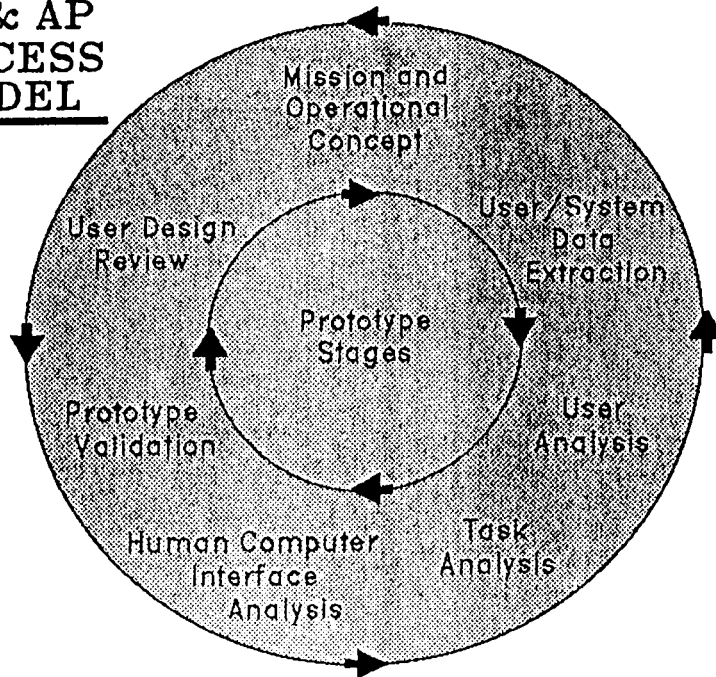 & AP
CESS
DEL
Mission and
Operational
Concept
User/System
Data
Extraction
User
Analysis
Task
Analysis
Human Computer
Interface
Analysis
Prototype
Validation
User Design
Review
Prototype
Stages